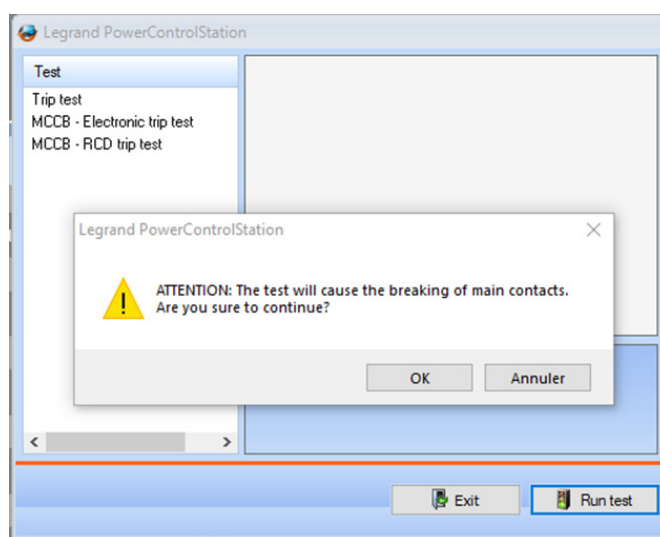 Legrand PowerControlStation
Test
Trip test
MCCB - Electronic trip test
MCCB - RCD trip test
Legrand PowerControlStation
ATTENTION: The test will cause the breaking of main contacts.
Are you sure to continue?
OK
Annuler
Exit
Run test